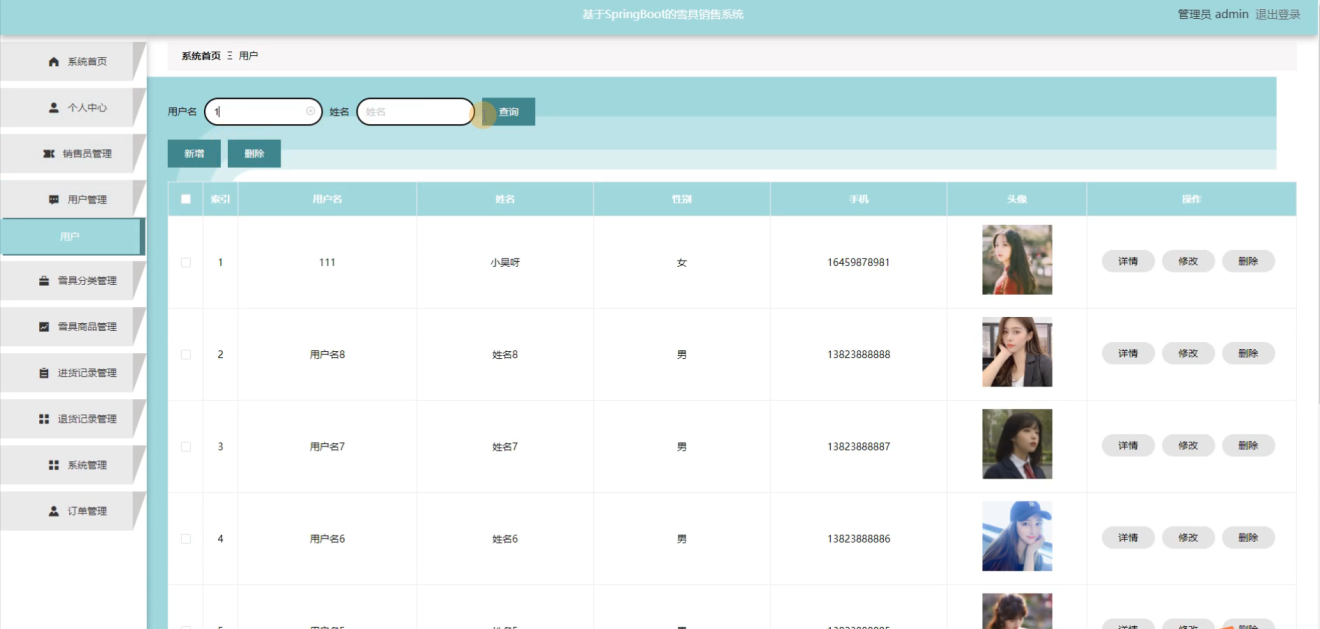 基于SpringBoot的雪具销售系统
管理员 admin 退出登录
系统首页
个人中心
销售员管理
用户管理
用户
雪具分类管理
雪具商品管理
进货记录管理
退货记录管理
系统管理
订单管理
系统首页 Ξ 用户
用户名 1 姓名 姓名 查询
新增 删除
索引 用户名 姓名 性别 手机 头像 操作
1 111 小吴呀 女 16459878981 详情 修改 删除
2 用户名8 姓名8 男 13823888888 详情 修改 删除
3 用户名7 姓名7 男 13823888887 详情 修改 删除
4 用户名6 姓名6 男 13823888886 详情 修改 删除